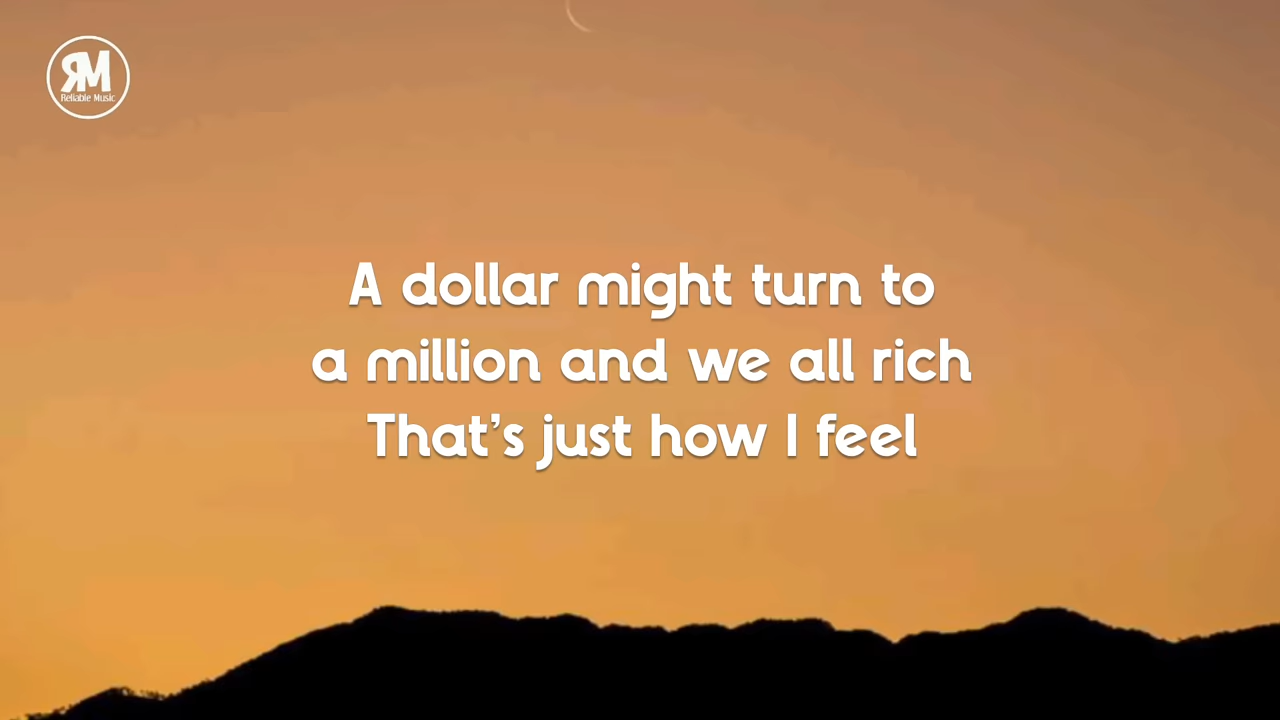 RM
Reliable Music
A dollar might turn to
a million and we all rich
That's just how I feel